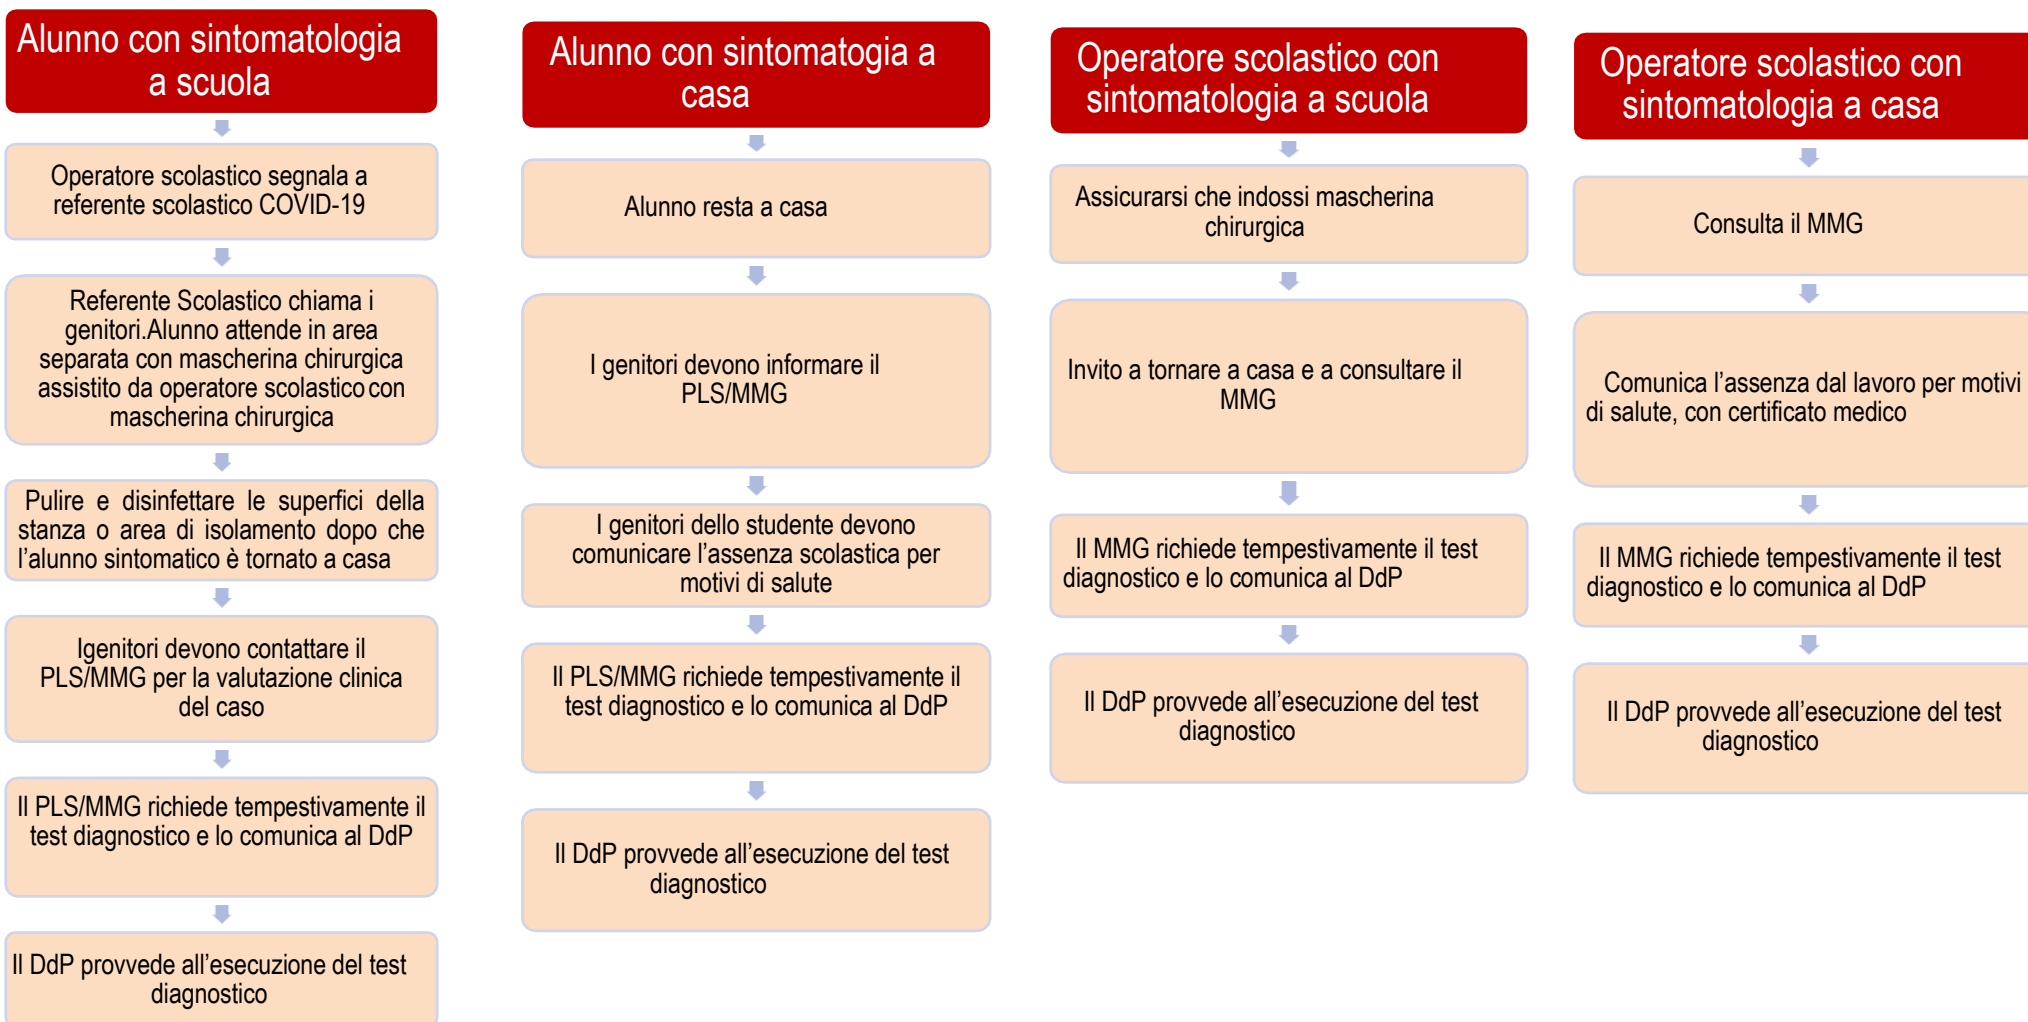 Alunno con sintomatologia
a scuola
Operatore scolastico segnala a
referente scolastico COVID-19
Referente Scolastico chiama i
genitori.Alunno attende in area
separata con mascherina chirurgica
assistito da operatore scolastico con
mascherina chirurgica
Pulire e disinfettare le superfici della
stanza o area di isolamento dopo che
l’alunno sintomatico è tornato a casa
Igenitori devono contattare il
PLS/MMG per la valutazione clinica
del caso
Il PLS/MMG richiede tempestivamente il
test diagnostico e lo comunica al DdP
Il DdP provvede all’esecuzione del test
diagnostico
Alunno con sintomatogia a
casa
Alunno resta a casa
I genitori devono informare il
PLS/MMG
I genitori dello studente devono
comunicare l’assenza scolastica per
motivi di salute
Il PLS/MMG richiede tempestivamente il
test diagnostico e lo comunica al DdP
Il DdP provvede all’esecuzione del test
diagnostico
Operatore scolastico con
sintomatologia a scuola
Assicurarsi che indossi mascherina
chirurgica
Invito a tornare a casa e a consultare il
MMG
Il MMG richiede tempestivamente il test
diagnostico e lo comunica al DdP
Il DdP provvede all’esecuzione del test
diagnostico
Operatore scolastico con
sintomatologia a casa
Consulta il MMG
Comunica l’assenza dal lavoro per motivi
di salute, con certificato medico
Il MMG richiede tempestivamente il test
diagnostico e lo comunica al DdP
Il DdP provvede all’esecuzione del test
diagnostico